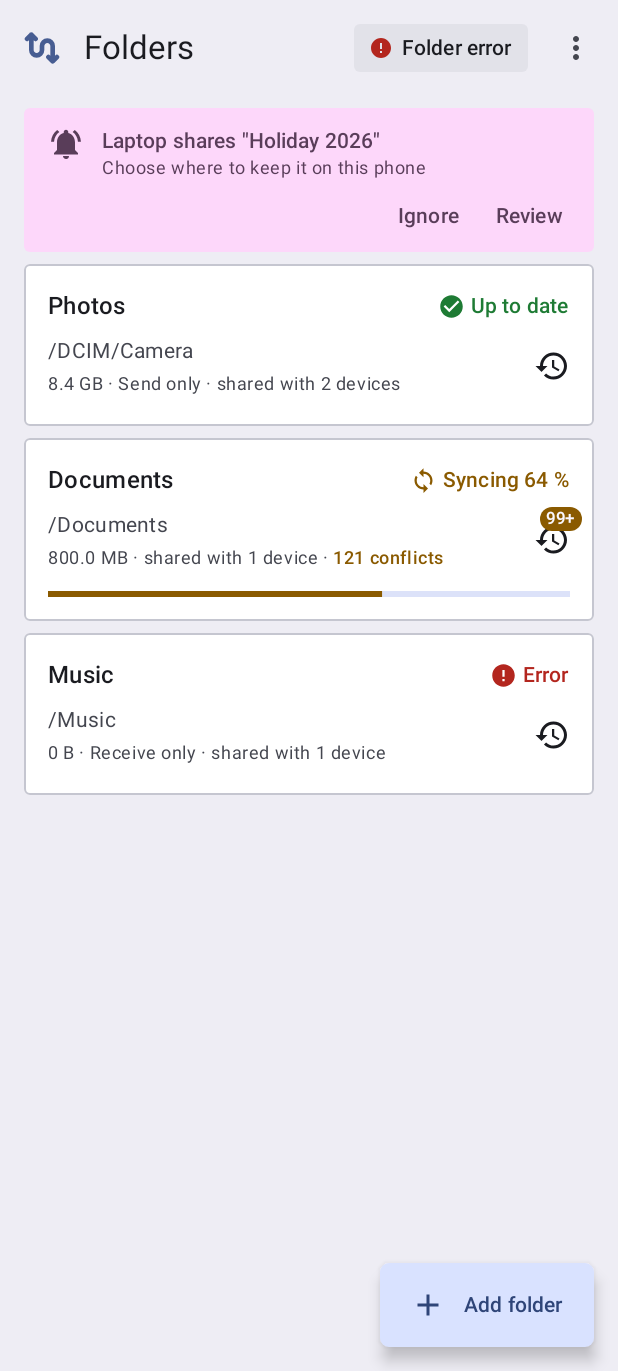 Folders
Folder error
Laptop shares "Holiday 2026"
Choose where to keep it on this phone
Ignore Review
Photos
Up to date
/DCIM/Camera
8.4 GB · Send only · shared with 2 devices
Documents
Syncing 64 %
/Documents
99+
800.0 MB · shared with 1 device · 121 conflicts
Music
Error
/Music
0 B · Receive only · shared with 1 device
Add folder